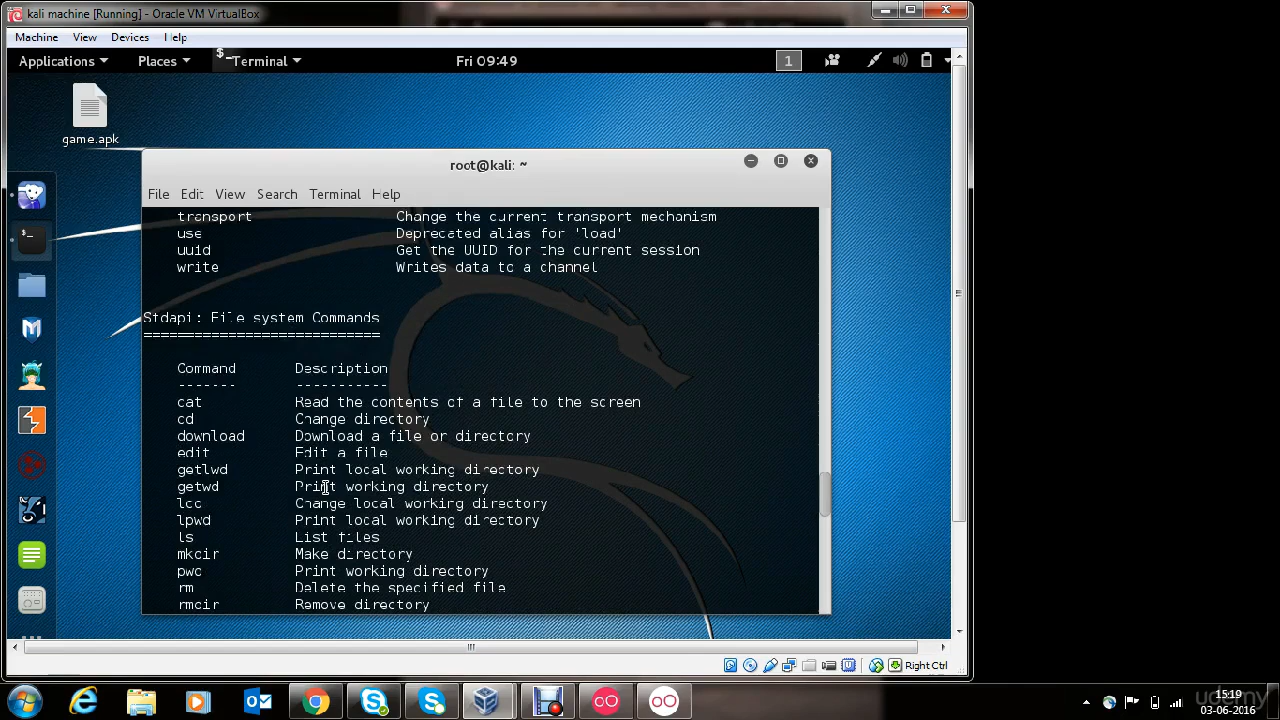 kali machine [Running] - Oracle VM VirtualBox
Machine View Devices Help
Applications Places Terminal Fri 09:49 1
game.apk
root@kali: ~
File Edit View Search Terminal Help
transport Change the current transport mechanism
use Deprecated alias for 'load'
uuid Get the UUID for the current session
write Writes data to a channel
Stdapi: File system Commands
============================
Command Description
------- -----------
cat Read the contents of a file to the screen
cd Change directory
download Download a file or directory
edit Edit a file
getlwd Print local working directory
getwd Print working directory
lcc Change local working directory
lpwd Print local working directory
ls List files
mkcir Make directory
pwc Print working directory
rm Delete the specified file
rmcir Remove directory
Right Ctrl
15:19
03-06-2016
udemy